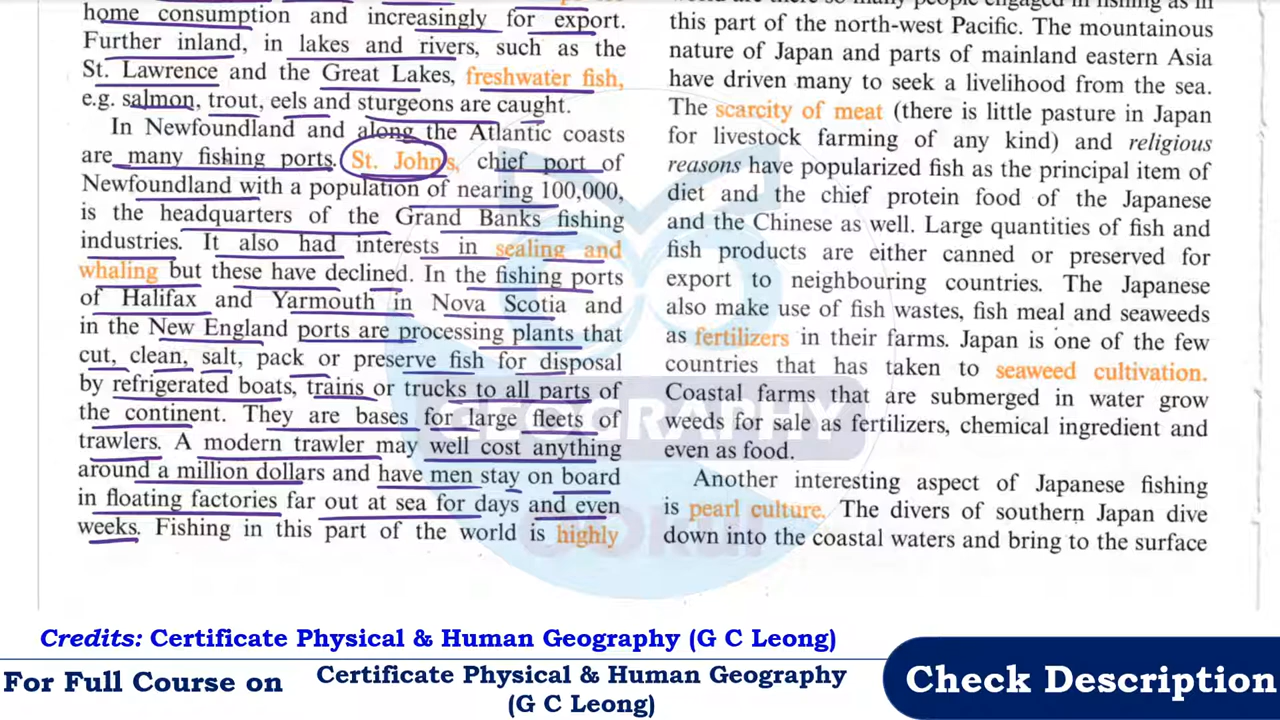 home consumption and increasingly for export.
Further inland, in lakes and rivers, such as the
St. Lawrence and the Great Lakes, freshwater fish,
e.g. salmon, trout, eels and sturgeons are caught.
In Newfoundland and along the Atlantic coasts
are many fishing ports. St. Johns, chief port of
Newfoundland with a population of nearing 100,000,
is the headquarters of the Grand Banks fishing
industries. It also had interests in sealing and
whaling but these have declined. In the fishing ports
of Halifax and Yarmouth in Nova Scotia and
in the New England ports are processing plants that
cut, clean, salt, pack or preserve fish for disposal
by refrigerated boats, trains or trucks to all parts of
the continent. They are bases for large fleets of
trawlers. A modern trawler may well cost anything
around a million dollars and have men stay on board
in floating factories far out at sea for days and even
weeks. Fishing in this part of the world is highly
this part of the north-west Pacific. The mountainous
nature of Japan and parts of mainland eastern Asia
have driven many to seek a livelihood from the sea.
The scarcity of meat (there is little pasture in Japan
for livestock farming of any kind) and religious
reasons have popularized fish as the principal item of
diet and the chief protein food of the Japanese
and the Chinese as well. Large quantities of fish and
fish products are either canned or preserved for
export to neighbouring countries. The Japanese
also make use of fish wastes, fish meal and seaweeds
as fertilizers in their farms. Japan is one of the few
countries that has taken to seaweed cultivation.
Coastal farms that are submerged in water grow
weeds for sale as fertilizers, chemical ingredient and
even as food.
Another interesting aspect of Japanese fishing
is pearl culture. The divers of southern Japan dive
down into the coastal waters and bring to the surface
GEOGRAPHY
Credits: Certificate Physical & Human Geography (G C Leong)
For Full Course on
Certificate Physical & Human Geography
(G C Leong)
Check Description